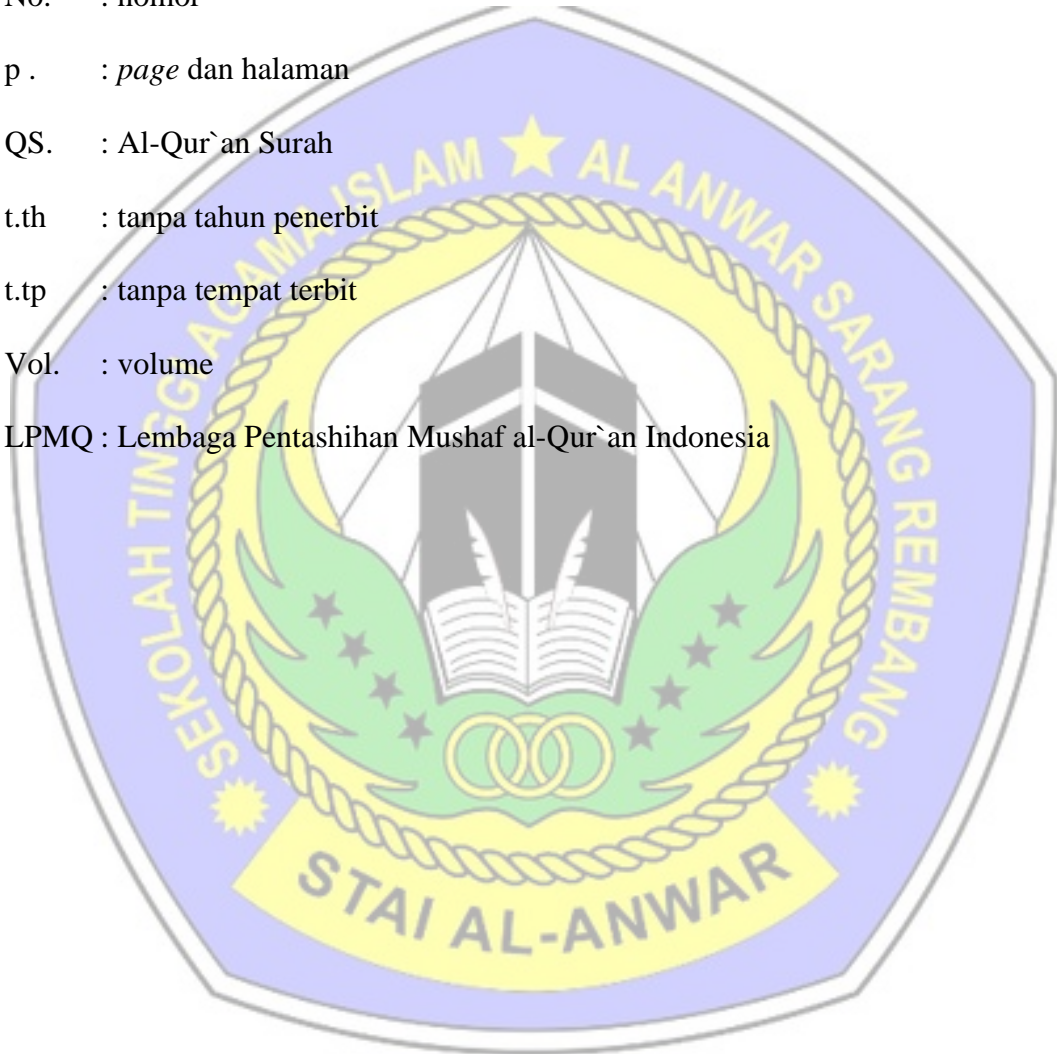 No. : nomor
p . : page dan halaman
QS. : Al-Qur`an Surah
t.th : tanpa tahun penerbit
t.tp : tanpa tempat terbit
Vol. : volume
LPMQ : Lembaga Pentashihan Mushaf al-Qur`an Indonesia
SEKOLAH TINGGI AGAMA ISLAM ★ AL ANWAR SARANG REMBANG
STAI AL-ANWAR